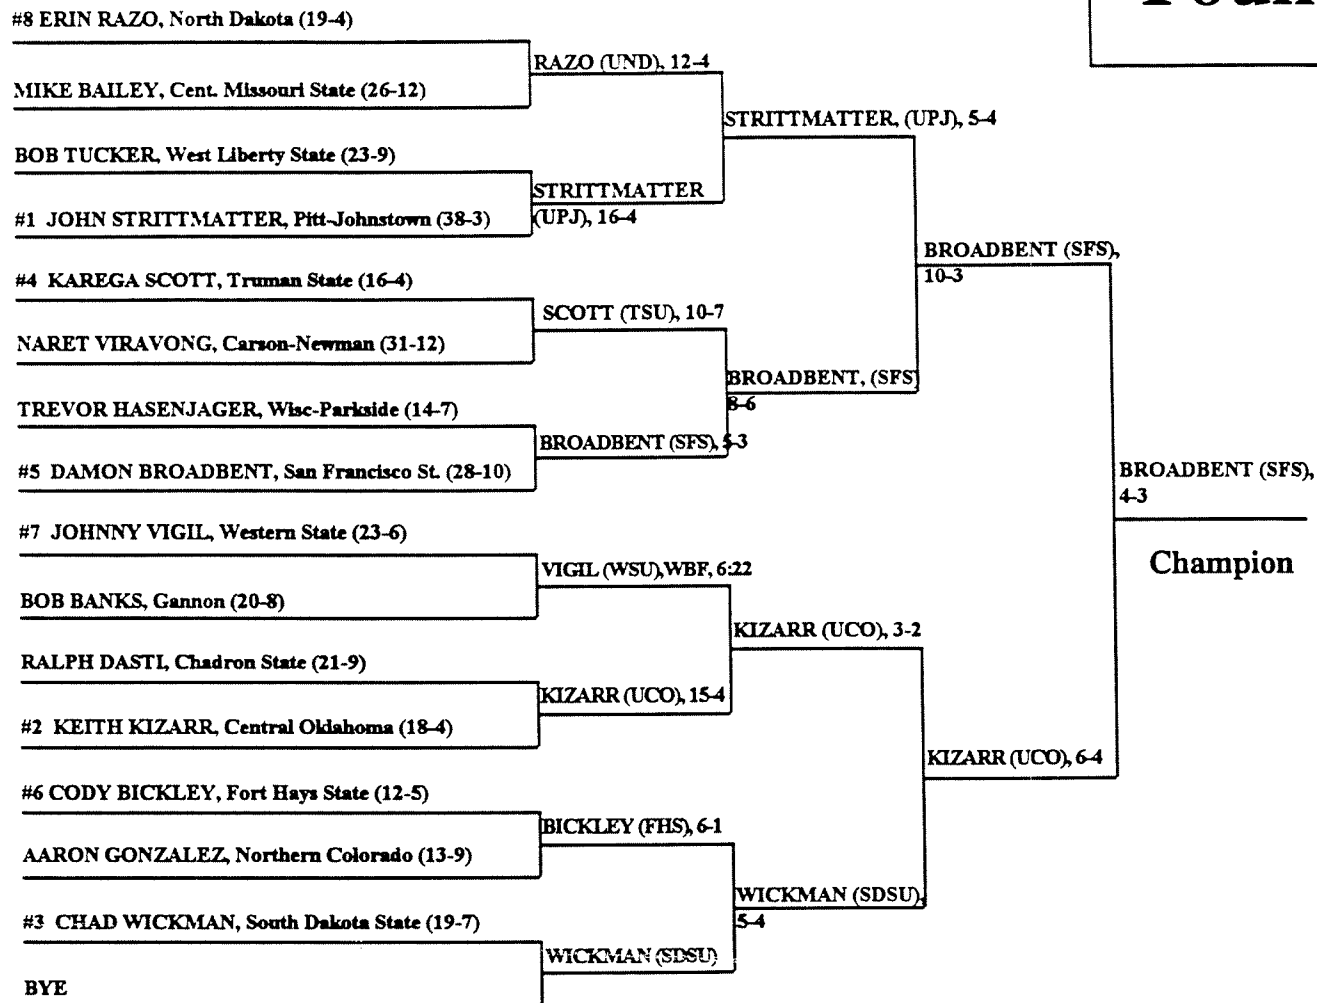 #8 ERIN RAZO, North Dakota (19-4)
RAZO (UND), 12-4
MIKE BAILEY, Cent. Missouri State (26-12)
STRITTMATTER, (UPJ), 5-4
BOB TUCKER, West Liberty State (23-9)
STRITTMATTER
(UPJ), 16-4
#1 JOHN STRITTMATTER, Pitt-Johnstown (38-3)
BROADBENT (SFS),
10-3
#4 KAREGA SCOTT, Truman State (16-4)
SCOTT (TSU), 10-7
NARET VIRAVONG, Carson-Newman (31-12)
BROADBENT, (SFS)
8-6
TREVOR HASENJAGER, Wisc-Parkside (14-7)
BROADBENT (SFS), 5-3
#5 DAMON BROADBENT, San Francisco St. (28-10)
BROADBENT (SFS),
4-3
Champion
#7 JOHNNY VIGIL, Western State (23-6)
VIGIL (WSU),WBF, 6:22
BOB BANKS, Gannon (20-8)
KIZARR (UCO), 3-2
RALPH DASTI, Chadron State (21-9)
KIZARR (UCO), 15-4
#2 KEITH KIZARR, Central Oklahoma (18-4)
KIZARR (UCO), 6-4
#6 CODY BICKLEY, Fort Hays State (12-5)
BICKLEY (FHS), 6-1
AARON GONZALEZ, Northern Colorado (13-9)
WICKMAN (SDSU),
5-4
#3 CHAD WICKMAN, South Dakota State (19-7)
WICKMAN (SDSU)
BYE